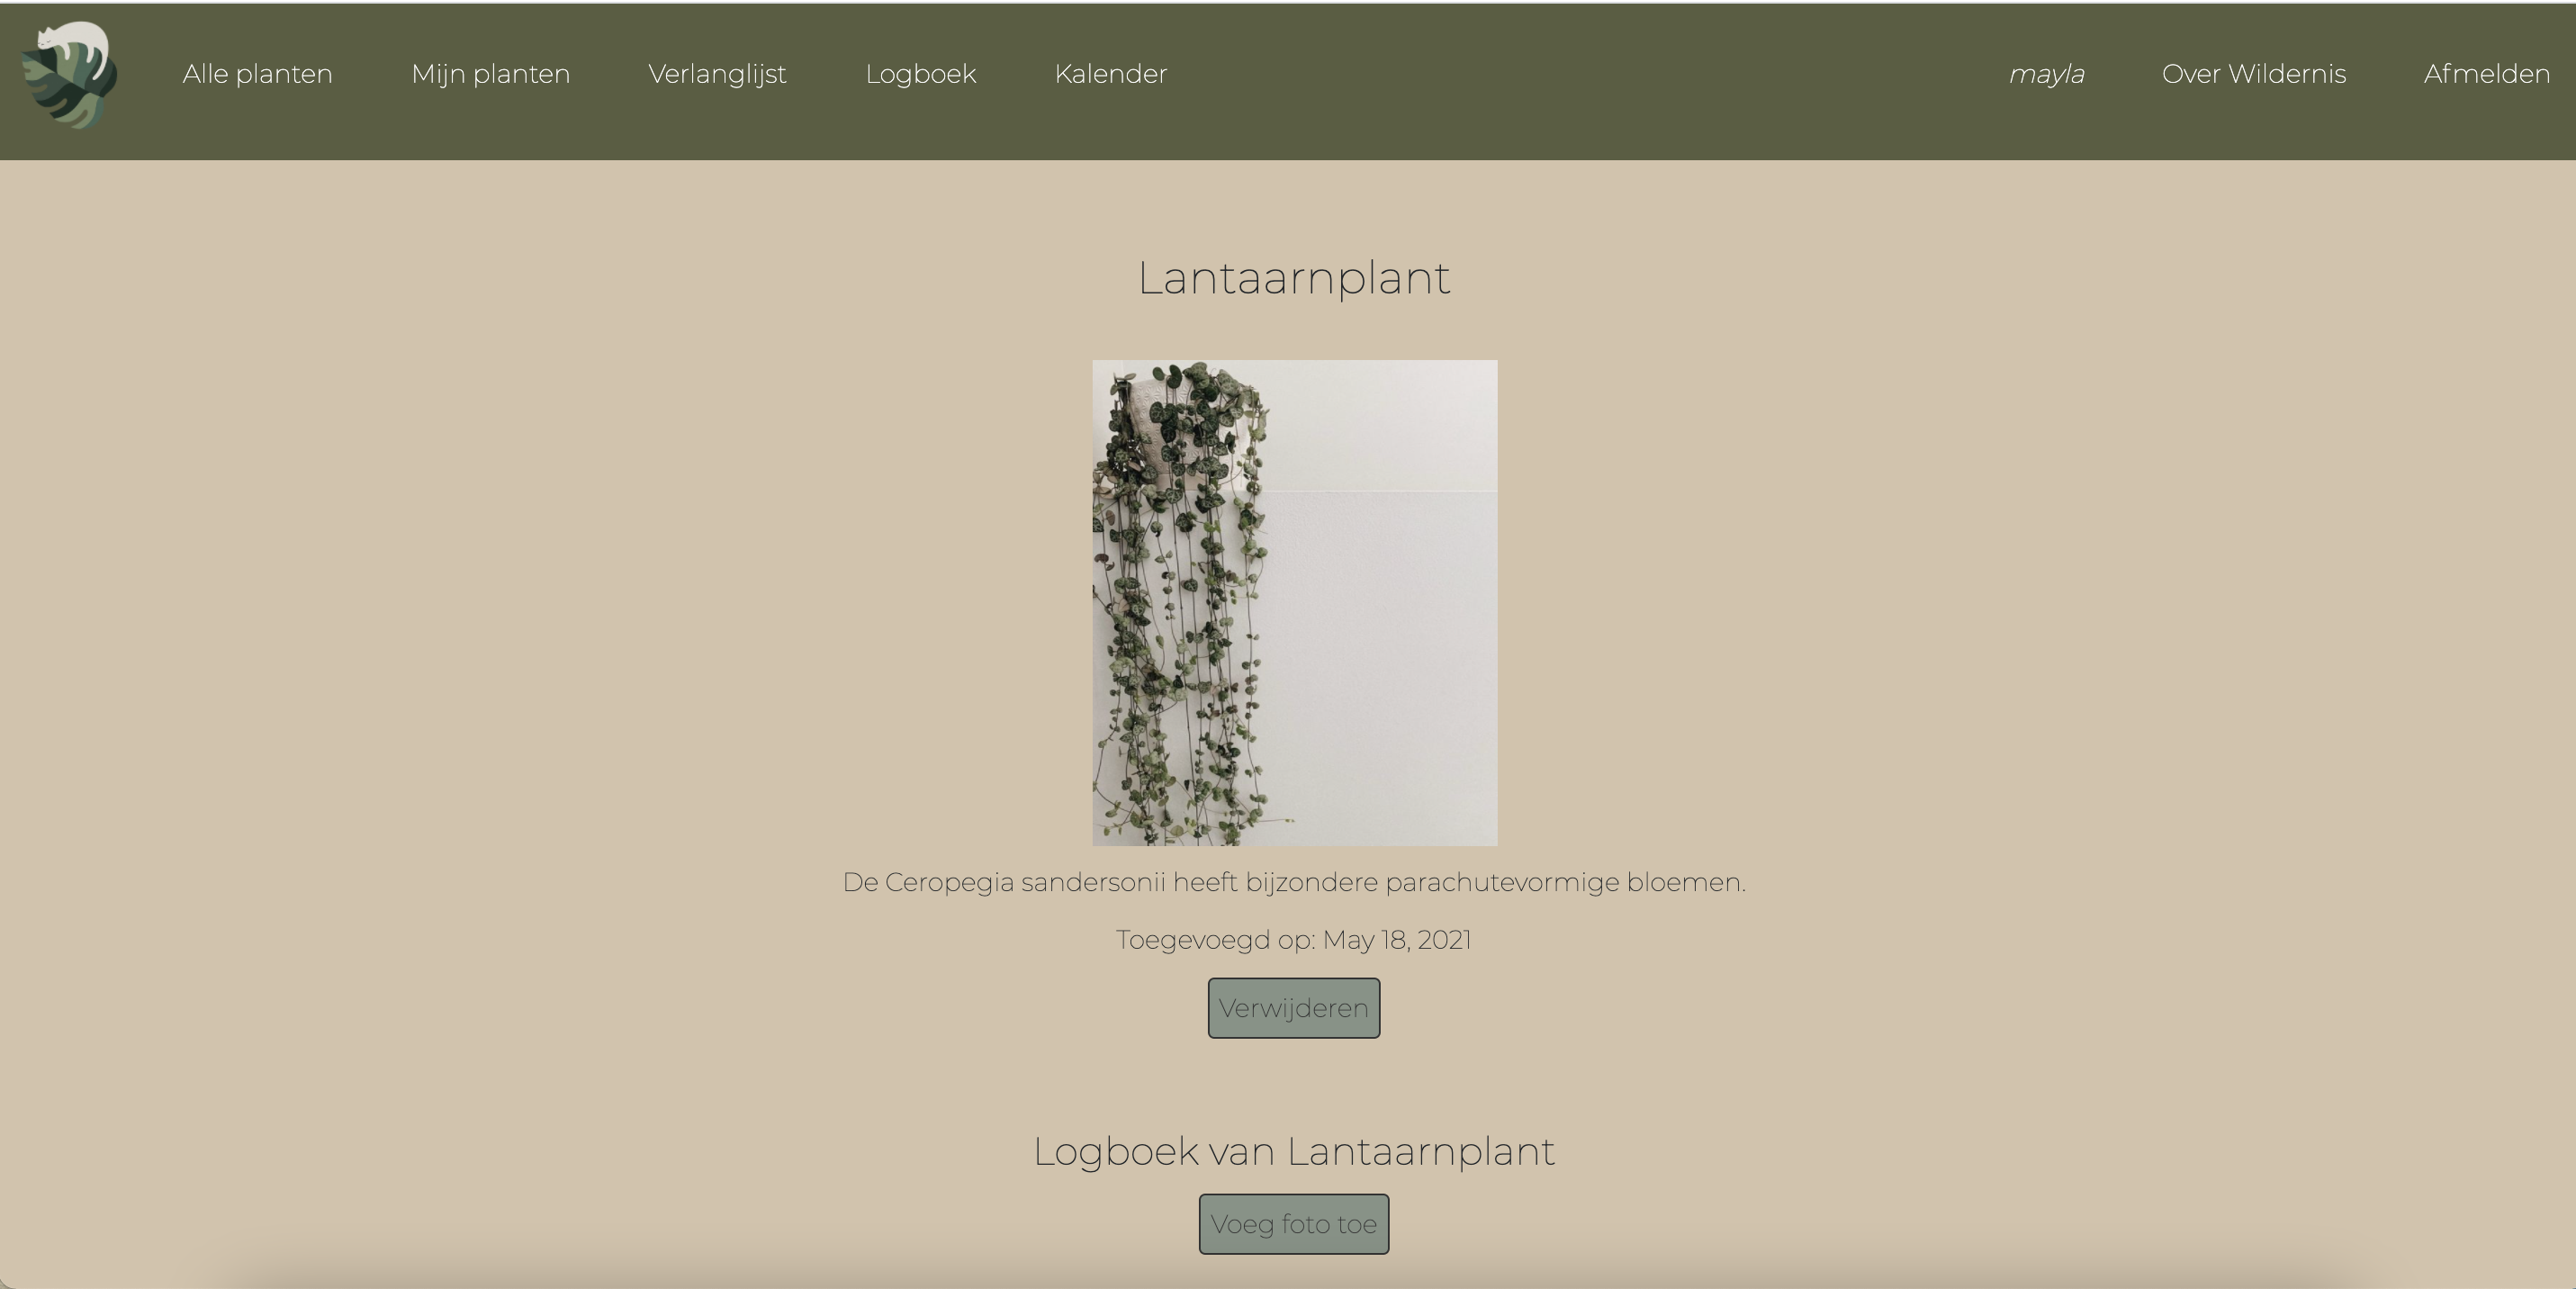 Alle planten
Mijn planten
Verlanglijst
Logboek
Kalender
mayla
Over Wildernis
Afmelden
Lantaarnplant
De Ceropegia sandersonii heeft bijzondere parachutevormige bloemen.
Toegevoegd op: May 18, 2021
Verwijderen
Logboek van Lantaarnplant
Voeg foto toe